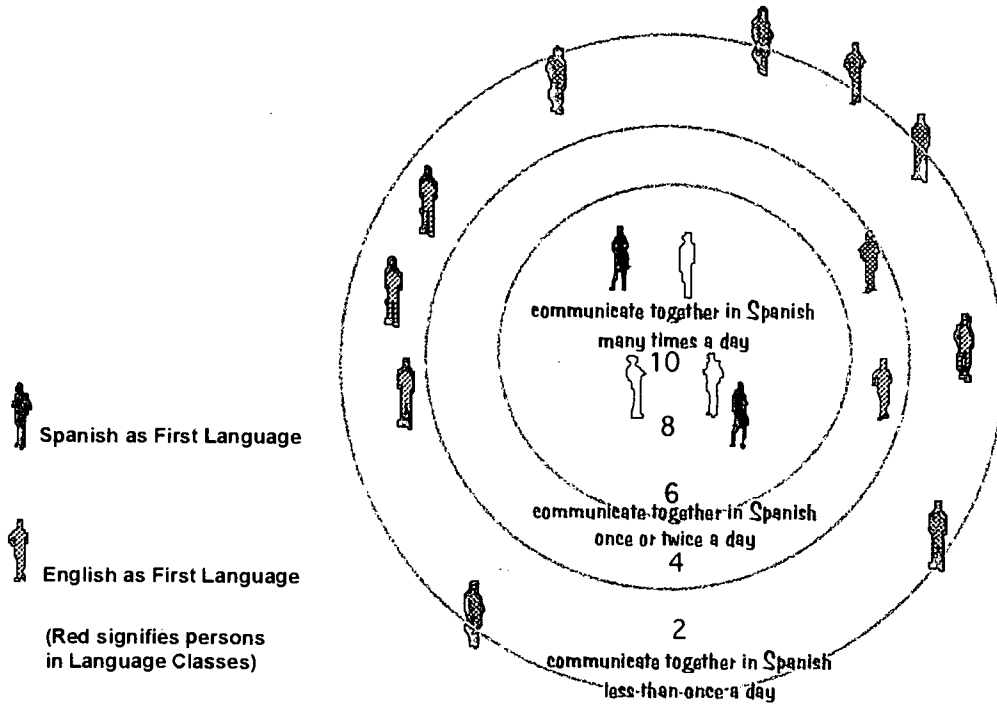 communicate together in Spanish
many times a day
10
8
6
communicate together in Spanish
once or twice a day
4
2
communicate together in Spanish
less-than-once-a day
Spanish as First Language
English as First Language
(Red signifies persons
in Language Classes)